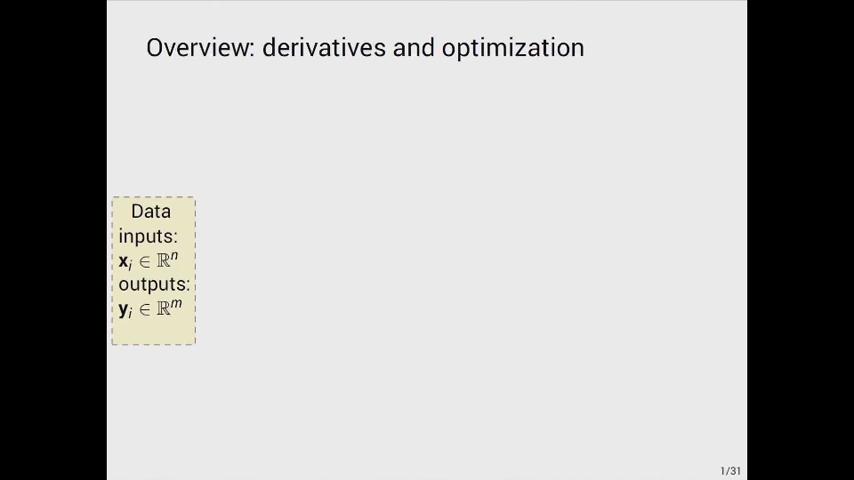 Overview: derivatives and optimization
Data
inputs:
𝐱ᵢ ∈ ℝⁿ
outputs:
𝐲ᵢ ∈ ℝᵐ
1/31